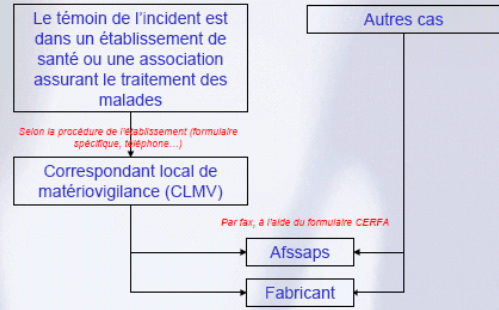 Le témoin de l'incident est
dans un établissement de
santé ou une association
assurant le traitement des
malades
Autres cas
Selon la procédure de l'établissement (formulaire
spécifique, téléphone…)
Correspondant local de
matériovigilance (CLMV)
Par fax, à l'aide du formulaire CERFA
Afssaps
Fabricant